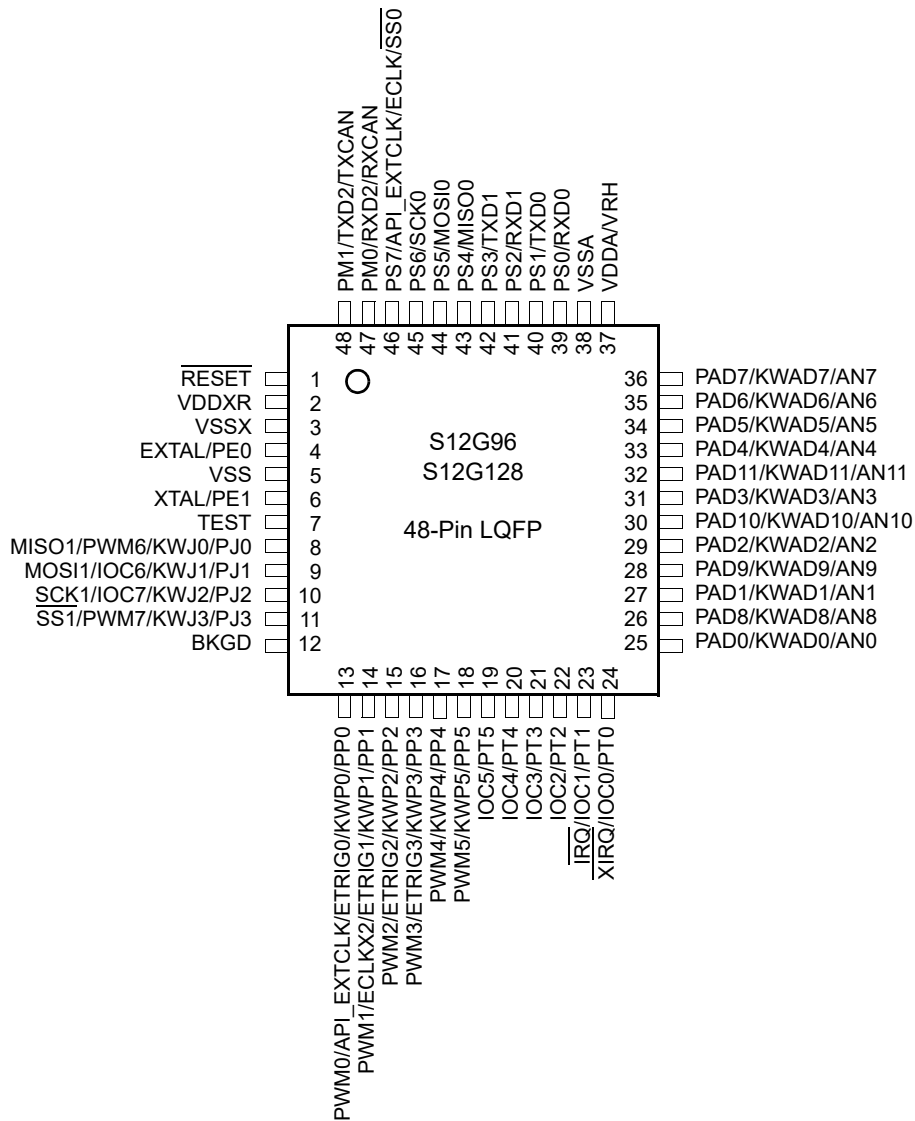 PM1/TXD2/TXCAN
PM0/RXD2/RXCAN
PS7/API_EXTCLK/ECLK/SS0
PS6/SCK0
PS5/MOSI0
PS4/MISO0
PS3/TXD1
PS2/RXD1
PS1/TXD0
PS0/RXD0
VSSA
VDDA/VRH
48
47
46
45
44
43
42
41
40
39
38
37
RESET 1
VDDXR 2
VSSX 3
EXTAL/PE0 4
VSS 5
XTAL/PE1 6
TEST 7
MISO1/PWM6/KWJ0/PJ0 8
MOSI1/IOC6/KWJ1/PJ1 9
SCK1/IOC7/KWJ2/PJ2 10
SS1/PWM7/KWJ3/PJ3 11
BKGD 12
S12G96
S12G128
48-Pin LQFP
36 PAD7/KWAD7/AN7
35 PAD6/KWAD6/AN6
34 PAD5/KWAD5/AN5
33 PAD4/KWAD4/AN4
32 PAD11/KWAD11/AN11
31 PAD3/KWAD3/AN3
30 PAD10/KWAD10/AN10
29 PAD2/KWAD2/AN2
28 PAD9/KWAD9/AN9
27 PAD1/KWAD1/AN1
26 PAD8/KWAD8/AN8
25 PAD0/KWAD0/AN0
13
14
15
16
17
18
19
20
21
22
23
24
PWM0/API_EXTCLK/ETRIG0/KWP0/PP0
PWM1/ECLKX2/ETRIG1/KWP1/PP1
PWM2/ETRIG2/KWP2/PP2
PWM3/ETRIG3/KWP3/PP3
PWM4/KWP4/PP4
PWM5/KWP5/PP5
IOC5/PT5
IOC4/PT4
IOC3/PT3
IOC2/PT2
IRQ/IOC1/PT1
XIRQ/IOC0/PT0